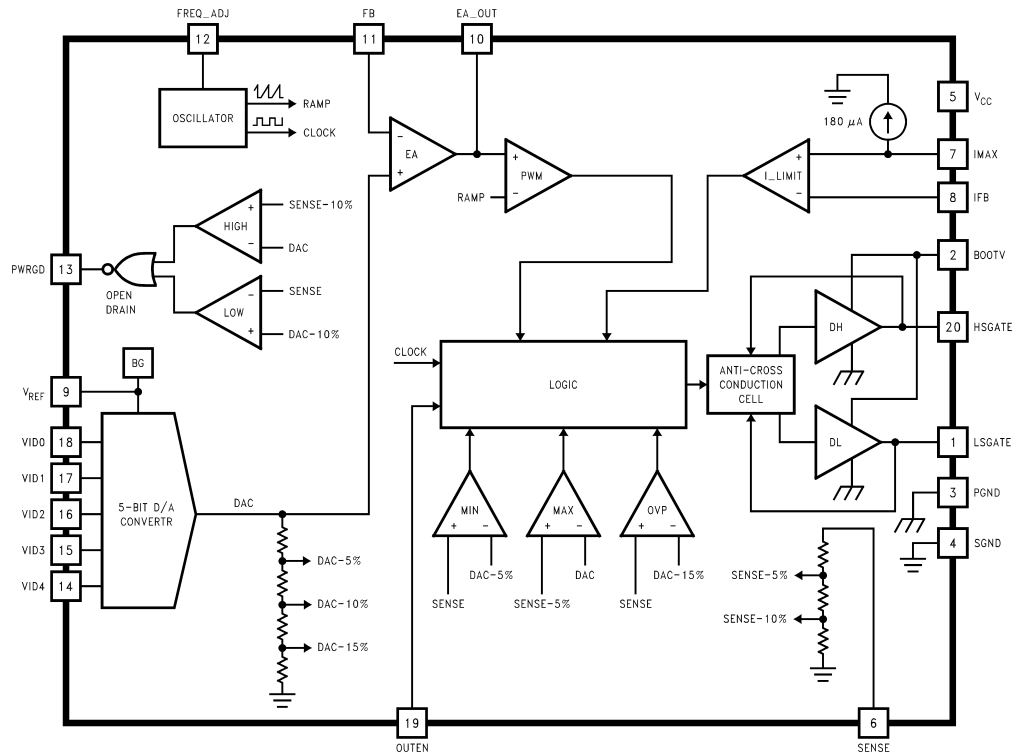 FREQ_ADJ
FB
EA_OUT
12
11
10
OSCILLATOR
RAMP
CLOCK
5
VCC
180 μA
7
IMAX
8
IFB
-
EA
+
+
PWM
RAMP
-
+
I_LIMIT
-
SENSE-10%
+
HIGH
-
DAC
PWRGD
13
OPEN
DRAIN
SENSE
-
LOW
+
DAC-10%
2
BOOTV
DH
20
HSGATE
CLOCK
LOGIC
ANTI-CROSS
CONDUCTION
CELL
BG
VREF
9
VID0
18
VID1
17
VID2
16
VID3
15
VID4
14
5-BIT D/A
CONVERTR
DAC
DL
1
LSGATE
3
PGND
4
SGND
MIN
+ -
MAX
+ -
OVP
+ -
DAC-5%
DAC
DAC-15%
SENSE
SENSE-5%
SENSE
DAC-5%
DAC-10%
DAC-15%
SENSE-5%
SENSE-10%
19
OUTEN
6
SENSE